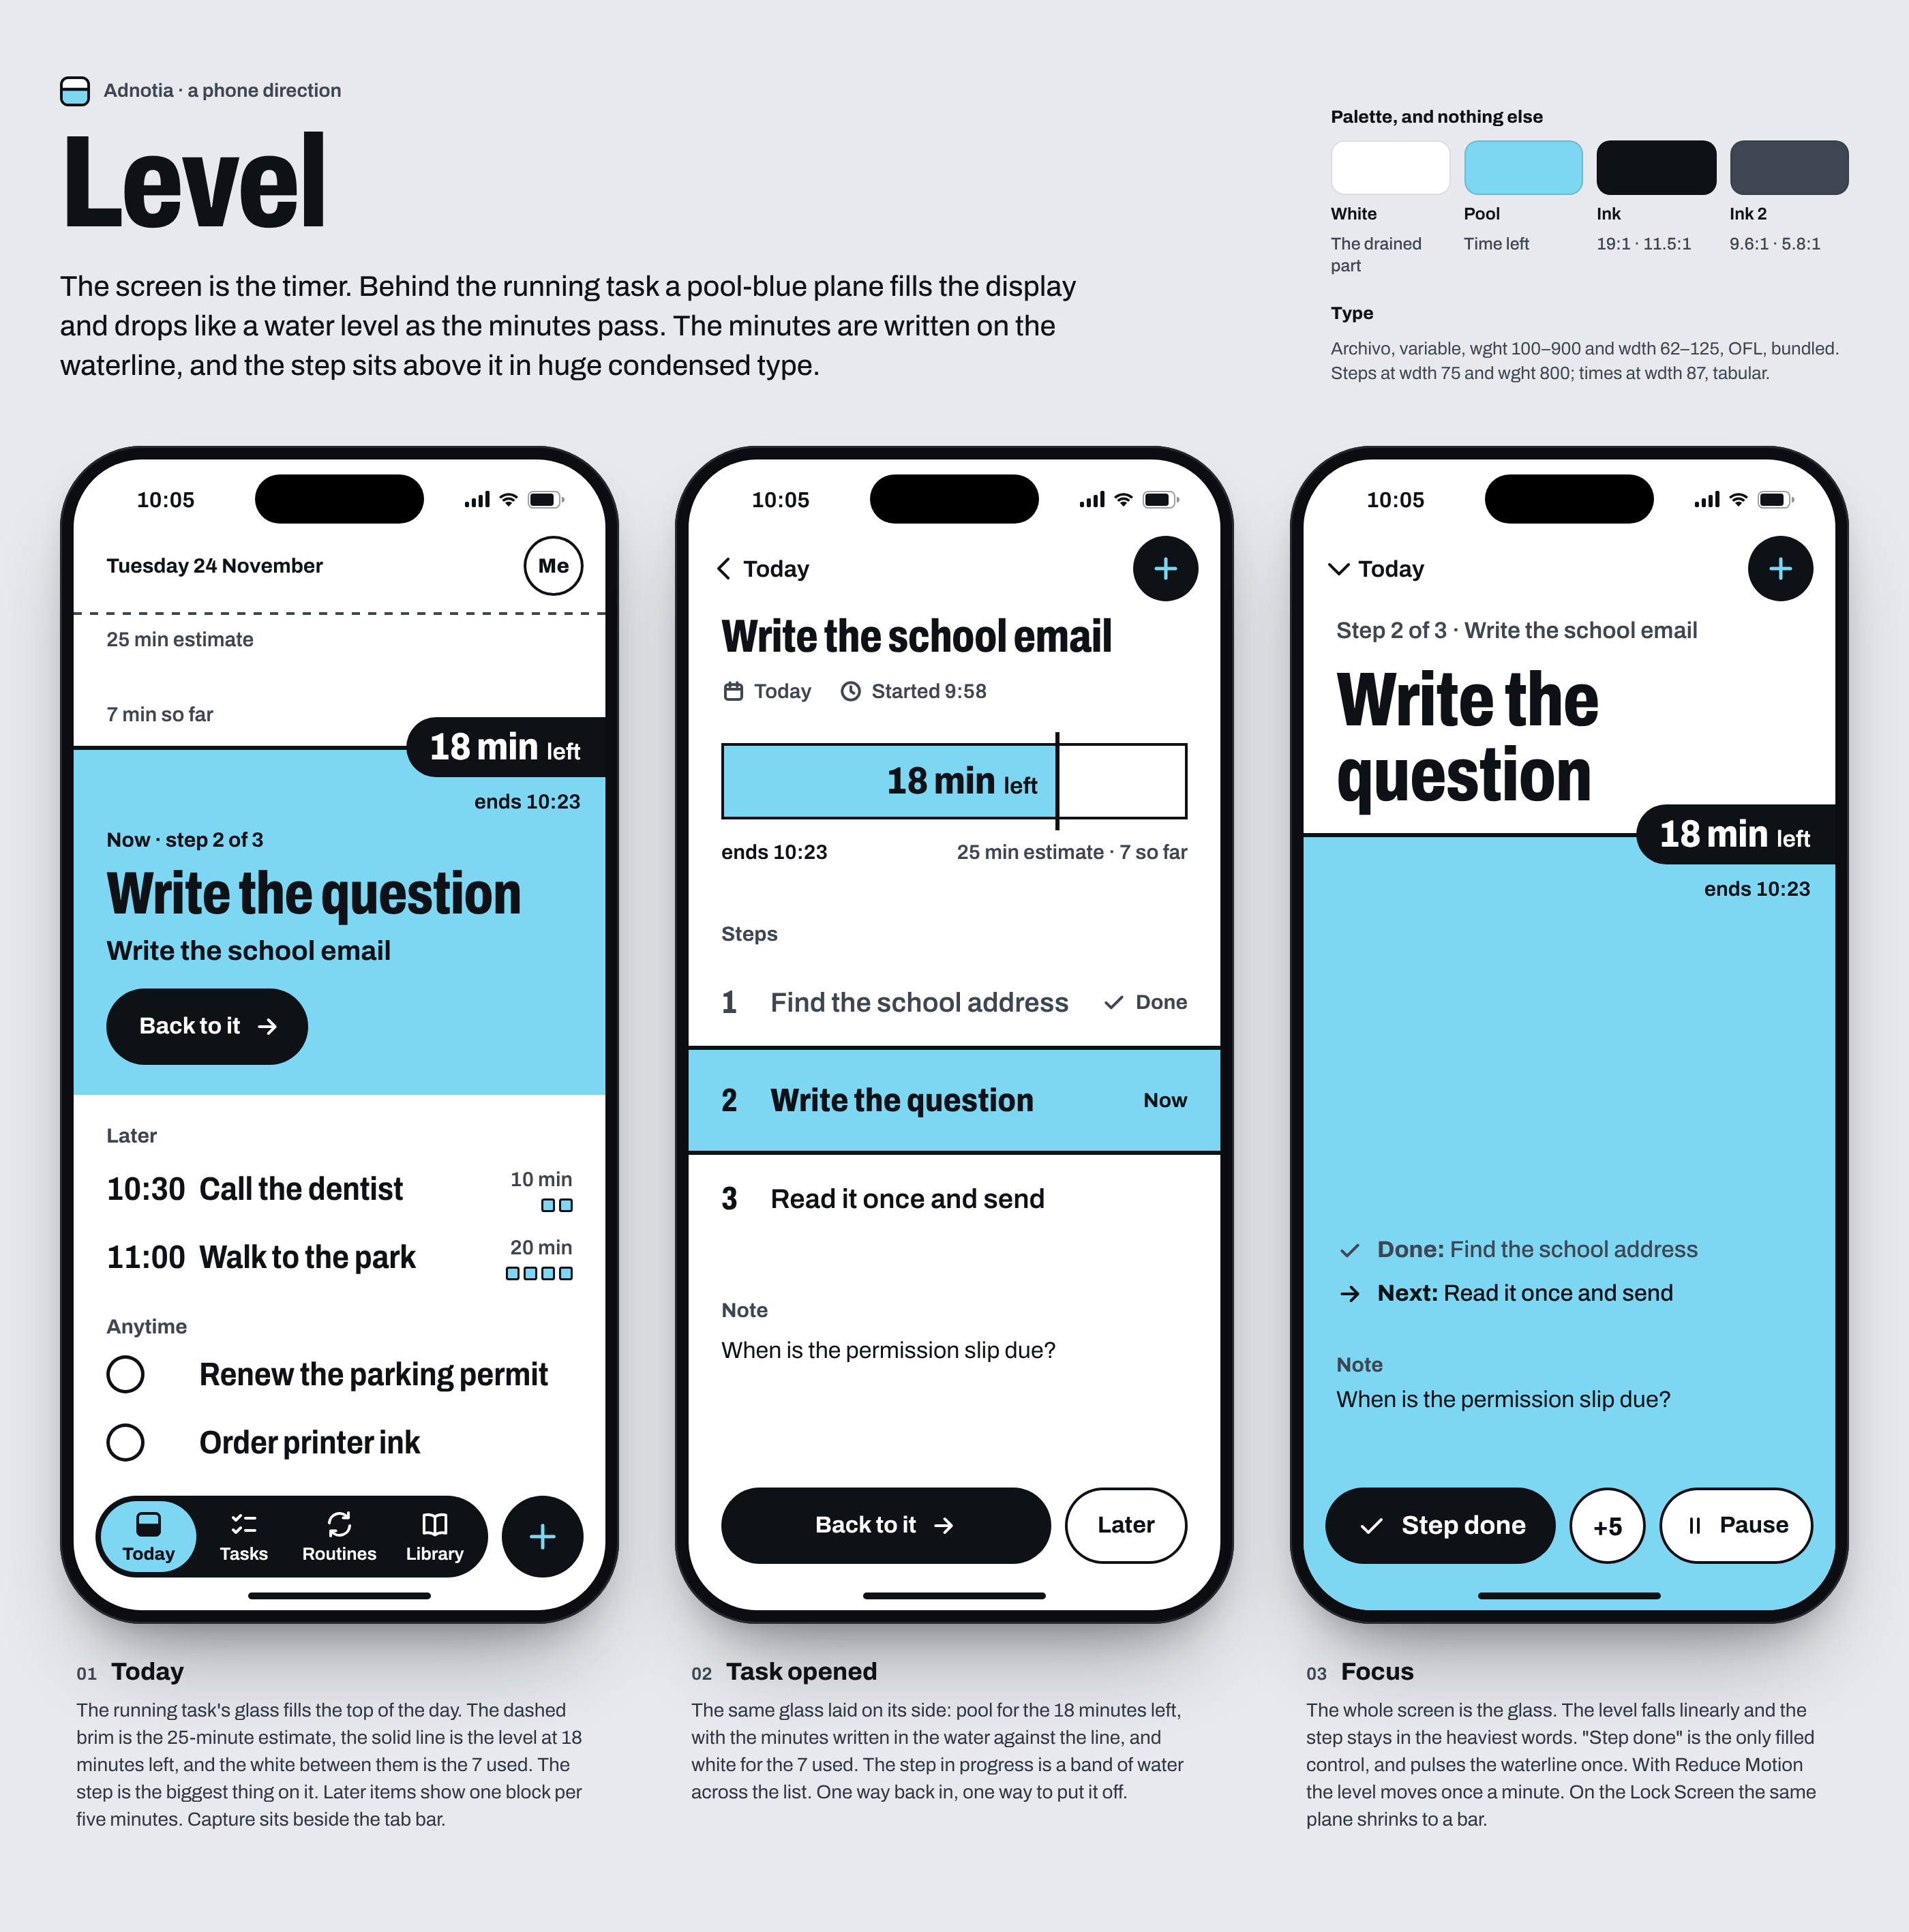 Adnotia · a phone direction
Level
The screen is the timer. Behind the running task a pool-blue plane fills the display
and drops like a water level as the minutes pass. The minutes are written on the
waterline, and the step sits above it in huge condensed type.
Palette, and nothing else
White
The drained
part
Pool
Time left
Ink
19:1 · 11.5:1
Ink 2
9.6:1 · 5.8:1
Type
Archivo, variable, wght 100–900 and wdth 62–125, OFL, bundled.
Steps at wdth 75 and wght 800; times at wdth 87, tabular.
10:05
Tuesday 24 November
Me
25 min estimate
7 min so far
18 min left
ends 10:23
Now · step 2 of 3
Write the question
Write the school email
Back to it
Later
10:30 Call the dentist 10 min
11:00 Walk to the park 20 min
Anytime
Renew the parking permit
Order printer ink
Today Tasks Routines Library
10:05
Today
Write the school email
Today Started 9:58
18 min left
ends 10:23 25 min estimate · 7 so far
Steps
1 Find the school address Done
2 Write the question Now
3 Read it once and send
Note
When is the permission slip due?
Back to it Later
10:05
Today
Step 2 of 3 · Write the school email
Write the
question
18 min left
ends 10:23
Done: Find the school address
Next: Read it once and send
Note
When is the permission slip due?
Step done +5 Pause
01 Today
The running task's glass fills the top of the day. The dashed
brim is the 25-minute estimate, the solid line is the level at 18
minutes left, and the white between them is the 7 used. The
step is the biggest thing on it. Later items show one block per
five minutes. Capture sits beside the tab bar.
02 Task opened
The same glass laid on its side: pool for the 18 minutes left,
with the minutes written in the water against the line, and
white for the 7 used. The step in progress is a band of water
across the list. One way back in, one way to put it off.
03 Focus
The whole screen is the glass. The level falls linearly and the
step stays in the heaviest words. "Step done" is the only filled
control, and pulses the waterline once. With Reduce Motion
the level moves once a minute. On the Lock Screen the same
plane shrinks to a bar.